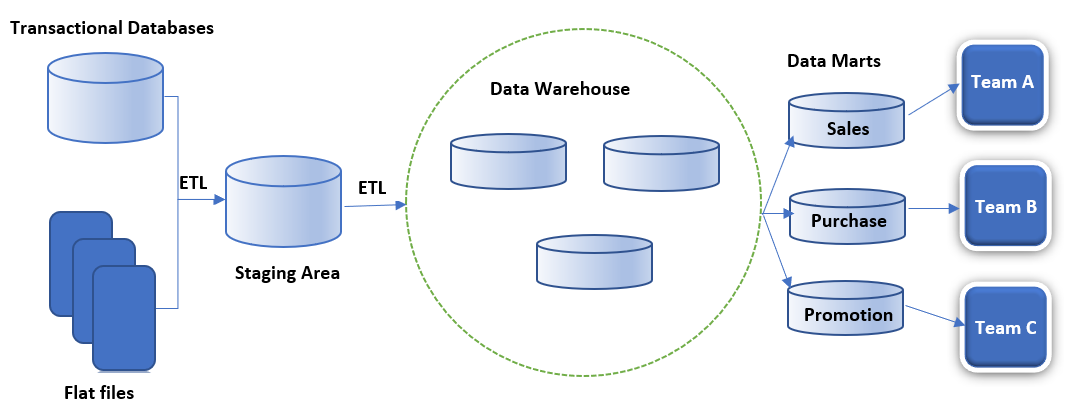 Transactional Databases
ETL
Flat files
Staging Area
ETL
Data Warehouse
Data Marts
Sales
Purchase
Promotion
Team A
Team B
Team C